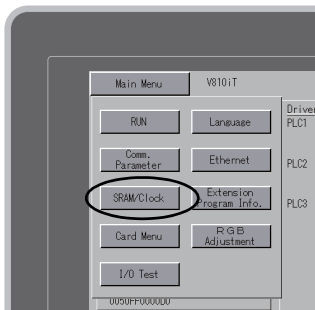 Main Menu V810iT
Driver
RUN Language PLC1
Comm. Parameter Ethernet PLC2
SRAM/Clock Extension Program Info. PLC3
Card Menu RGB Adjustment
I/O Test
0050FF0000D0